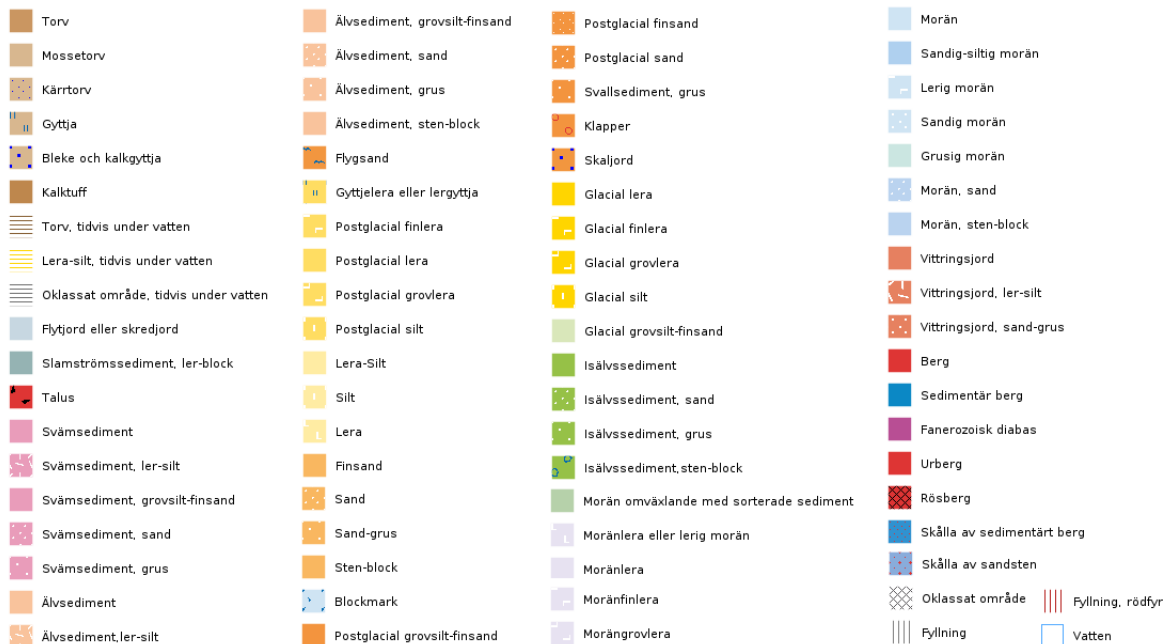 Torv
Mossetorv
Kärrtorv
Gyttja
Bleke och kalkgyttja
Kalktuff
Torv, tidvis under vatten
Lera-silt, tidvis under vatten
Oklassat område, tidvis under vatten
Flytjord eller skredjord
Slamströmssediment, ler-block
Talus
Svämsediment
Svämsediment, ler-silt
Svämsediment, grovsilt-finsand
Svämsediment, sand
Svämsediment, grus
Älvsediment
Älvsediment,ler-silt
Älvsediment, grovsilt-finsand
Älvsediment, sand
Älvsediment, grus
Älvsediment, sten-block
Flygsand
Gyttjelera eller lergyttja
Postglacial finlera
Postglacial lera
Postglacial grovlera
Postglacial silt
Lera-Silt
Silt
Lera
Finsand
Sand
Sand-grus
Sten-block
Blockmark
Postglacial grovsilt-finsand
Postglacial finsand
Postglacial sand
Svallsediment, grus
Klapper
Skaljord
Glacial lera
Glacial finlera
Glacial grovlera
Glacial silt
Glacial grovsilt-finsand
Isälvssediment
Isälvssediment, sand
Isälvssediment, grus
Isälvssediment,sten-block
Morän omväxlande med sorterade sediment
Moränlera eller lerig morän
Moränlera
Moränfinlera
Morängrovlera
Morän
Sandig-siltig morän
Lerig morän
Sandig morän
Grusig morän
Morän, sand
Morän, sten-block
Vittringsjord
Vittringsjord, ler-silt
Vittringsjord, sand-grus
Berg
Sedimentär berg
Fanerozoisk diabas
Urberg
Rösberg
Skålla av sedimentärt berg
Skålla av sandsten
Oklassat område
Fyllning
Fyllning, rödfyr
Vatten